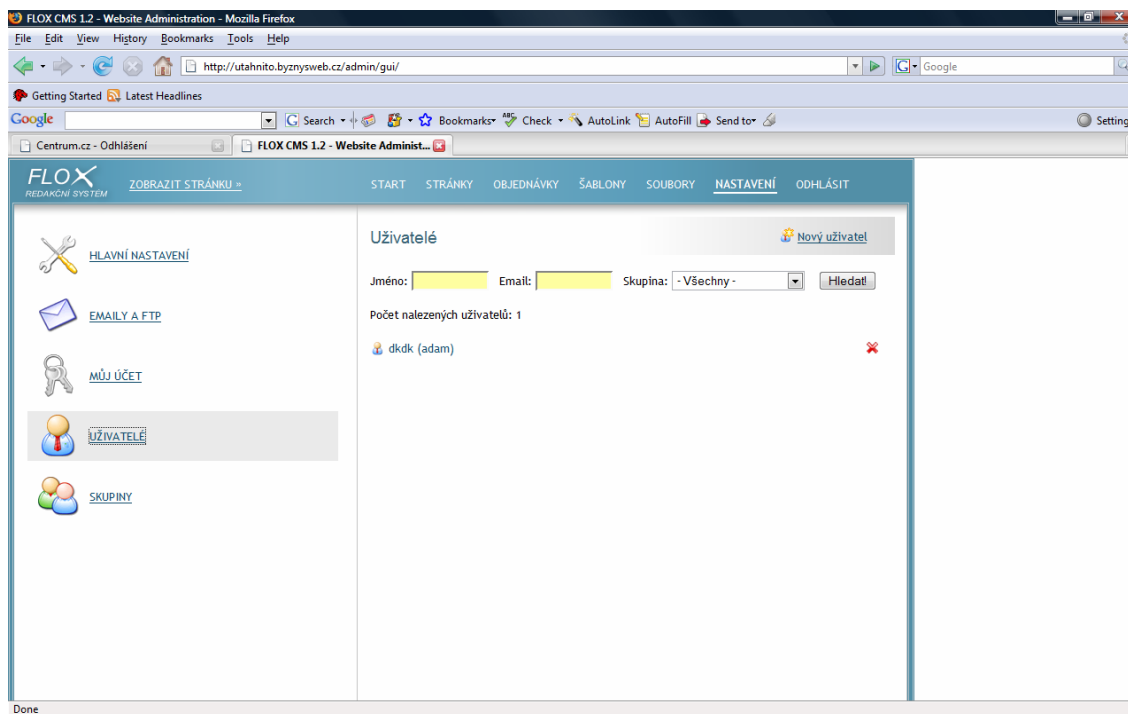 FLOX CMS 1.2 - Website Administration - Mozilla Firefox
File Edit View History Bookmarks Tools Help
http://utahnito.byznysweb.cz/admin/gui/ Google
Getting Started Latest Headlines
Google Search Bookmarks ABC Check AutoLink AutoFill Send to Setting
Centrum.cz - Odhlášení FLOX CMS 1.2 - Website Administ...
FLOX
REDAKČNÍ SYSTÉM ZOBRAZIT STRÁNKU » START STRÁNKY OBJEDNÁVKY ŠABLONY SOUBORY NASTAVENÍ ODHLÁSIT
Uživatelé Nový uživatel
HLAVNÍ NASTAVENÍ
Jméno: Email: Skupina: - Všechny - Hledat!
EMAILY A FTP
Počet nalezených uživatelů: 1
dkdk (adam)
MŮJ ÚČET
UŽIVATELÉ
SKUPINY
Done